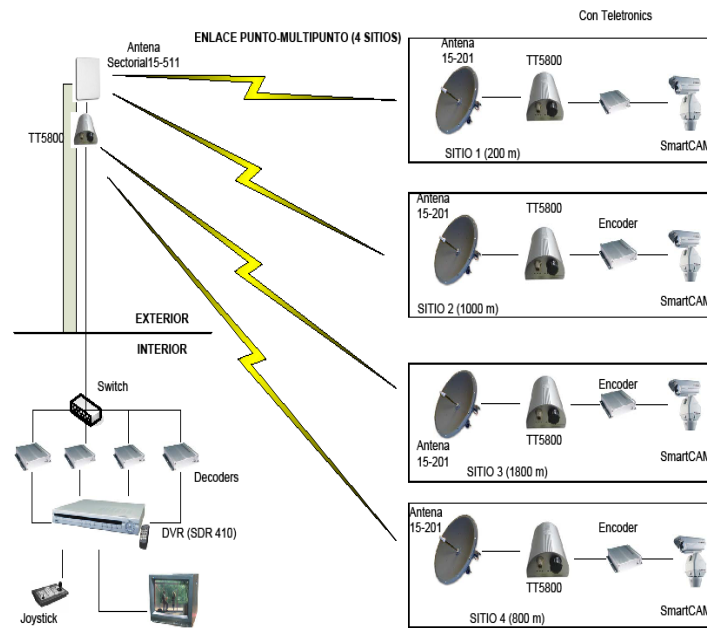 Con Teletronics
ENLACE PUNTO-MULTIPUNTO (4 SITIOS)
Antena
Sectorial15-511
TT5800
EXTERIOR
INTERIOR
Switch
Decoders
DVR (SDR 410)
Joystick
Antena
15-201
TT5800
SmartCAM
SITIO 1 (200 m)
Antena
15-201
TT5800
Encoder
SmartCAM
SITIO 2 (1000 m)
Encoder
Antena
15-201
TT5800
SmartCAM
SITIO 3 (1800 m)
Antena
15-201
Encoder
TT5800
SmartCAM
SITIO 4 (800 m)